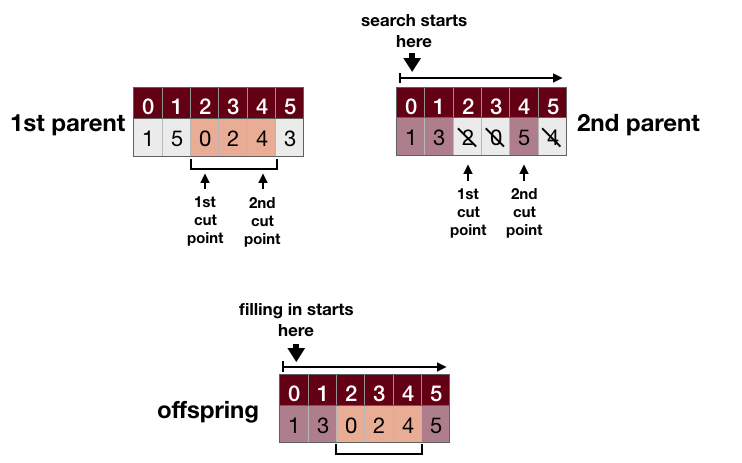 search starts
here
1st parent
0 1 2 3 4 5
1 5 0 2 4 3
0 1 2 3 4 5
1 3 2 0 5 4
2nd parent
1st
cut
point
2nd
cut
point
1st
cut
point
2nd
cut
point
filling in starts
here
offspring
0 1 2 3 4 5
1 3 0 2 4 5